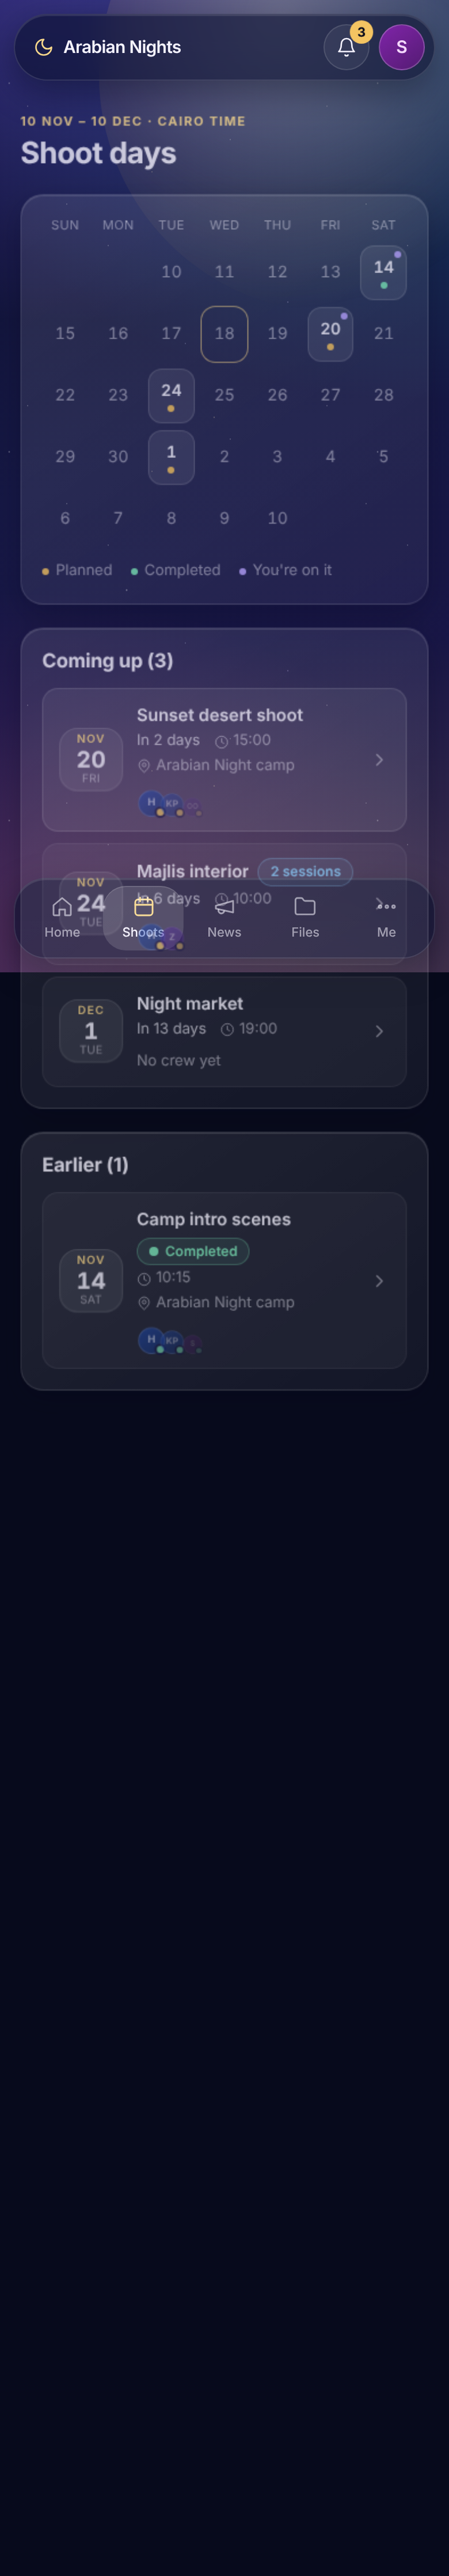 Arabian Nights
3
S
10 NOV – 10 DEC · CAIRO TIME
Shoot days
SUN MON TUE WED THU FRI SAT
10 11 12 13 14
15 16 17 18 19 20 21
22 23 24 25 26 27 28
29 30 1 2 3 4 5
6 7 8 9 10
Planned Completed You're on it
Coming up (3)
NOV
20
FRI
Sunset desert shoot
In 2 days 15:00
Arabian Night camp
H KP
NOV
24
TUE
Majlis interior 2 sessions
In 6 days 10:00
Z
Home Shoots News Files Me
DEC
1
TUE
Night market
In 13 days 19:00
No crew yet
Earlier (1)
NOV
14
SAT
Camp intro scenes
Completed
10:15
Arabian Night camp
H KP